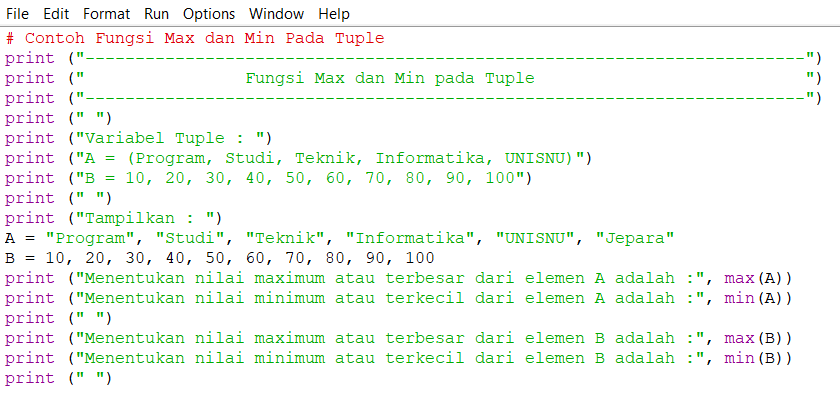 File Edit Format Run Options Window Help
# Contoh Fungsi Max dan Min Pada Tuple
print ("------------------------------------------------------------------------")
print ("                Fungsi Max dan Min pada Tuple                           ")
print ("------------------------------------------------------------------------")
print (" ")
print ("Variabel Tuple : ")
print ("A = (Program, Studi, Teknik, Informatika, UNISNU)")
print ("B = 10, 20, 30, 40, 50, 60, 70, 80, 90, 100")
print (" ")
print ("Tampilkan : ")
A = "Program", "Studi", "Teknik", "Informatika", "UNISNU", "Jepara"
B = 10, 20, 30, 40, 50, 60, 70, 80, 90, 100
print ("Menentukan nilai maximum atau terbesar dari elemen A adalah :", max(A))
print ("Menentukan nilai minimum atau terkecil dari elemen A adalah :", min(A))
print (" ")
print ("Menentukan nilai maximum atau terbesar dari elemen B adalah :", max(B))
print ("Menentukan nilai minimum atau terkecil dari elemen B adalah :", min(B))
print (" ")